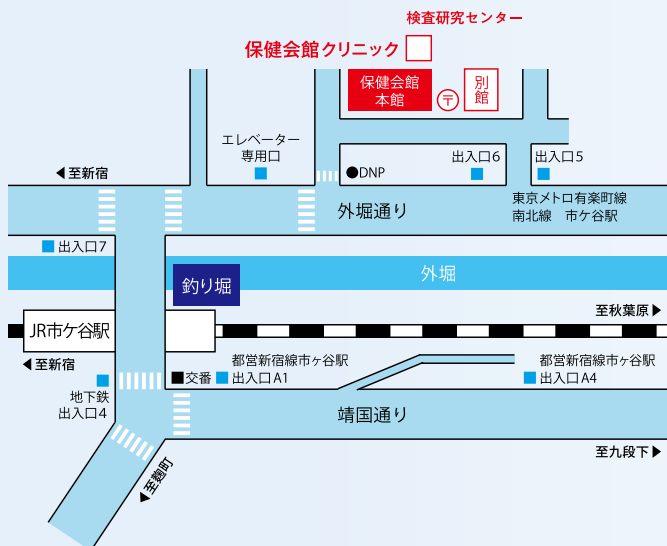 検査研究センター
保健会館クリニック
保健会館
本館
〒
別
館
エレベーター
専用口
DNP
出入口6
出入口5
至新宿
外堀通り
東京メトロ有楽町線
南北線 市ケ谷駅
出入口7
釣り堀
外堀
JR市ケ谷駅
至秋葉原
至新宿
都営新宿線市ヶ谷駅
交番
出入口A1
都営新宿線市ヶ谷駅
出入口A4
地下鉄
出入口4
靖国通り
至九段下
至麹町